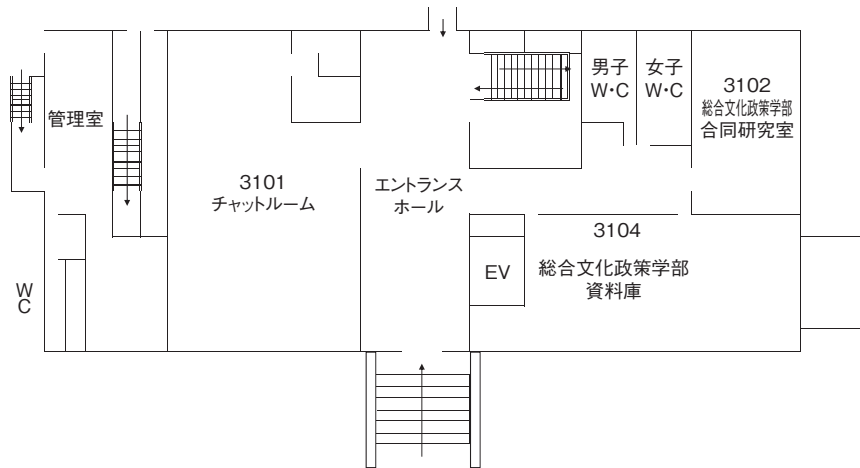 男子
W・C
女子
W・C
3102
総合文化政策学部
合同研究室
管理室
3101
チャットルーム
エントランス
ホール
3104
総合文化政策学部
資料庫
EV
W
C